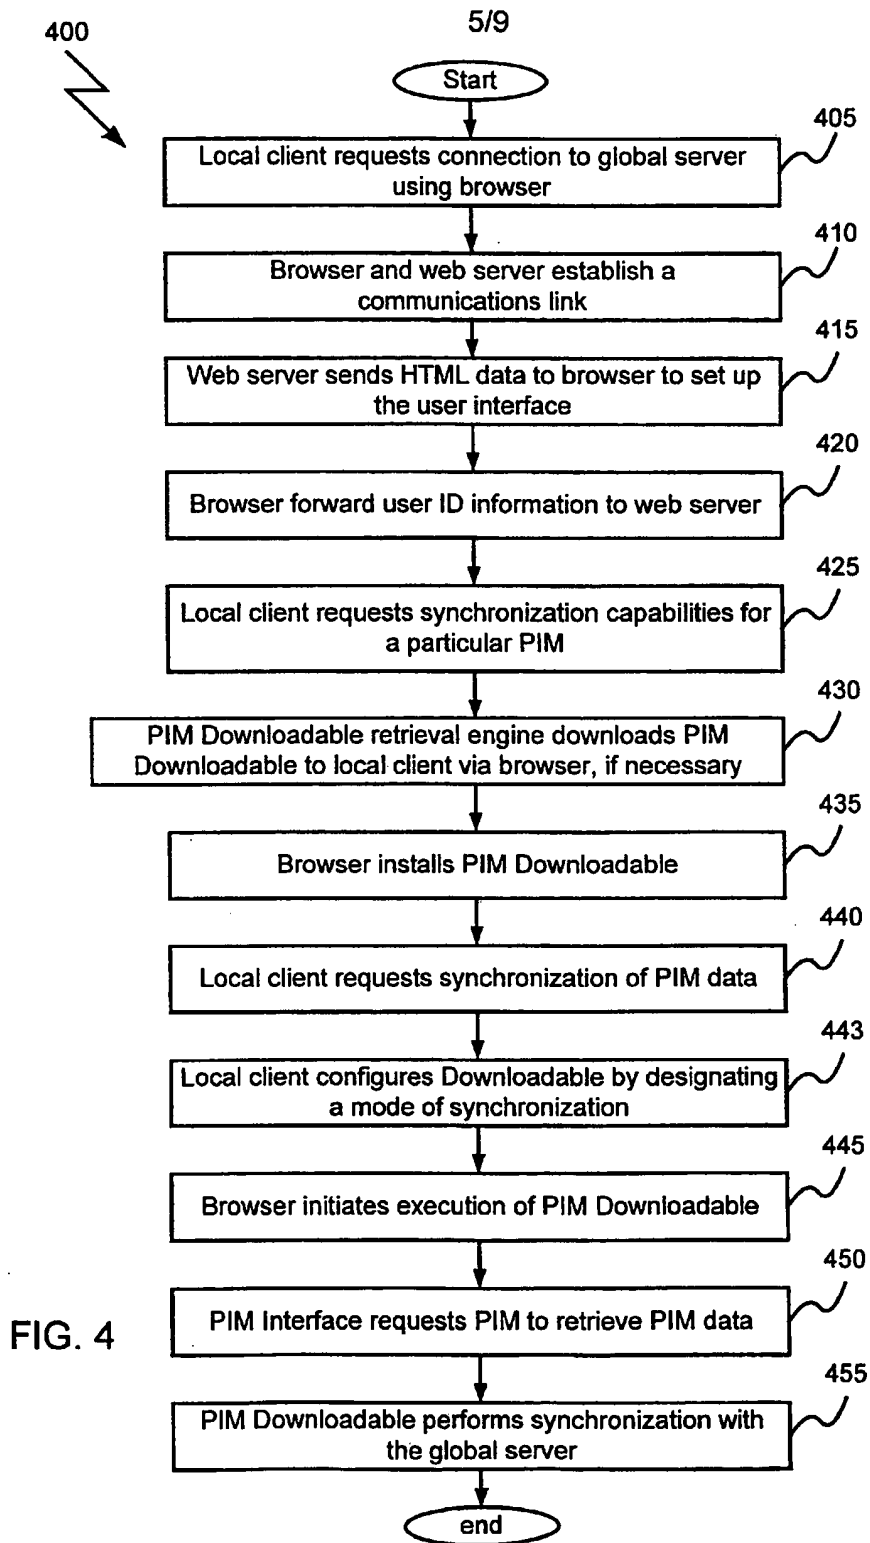 5/9
400
Start
405
Local client requests connection to global server
using browser
410
Browser and web server establish a
communications link
415
Web server sends HTML data to browser to set up
the user interface
420
Browser forward user ID information to web server
425
Local client requests synchronization capabilities for
a particular PIM
430
PIM Downloadable retrieval engine downloads PIM
Downloadable to local client via browser, if necessary
435
Browser installs PIM Downloadable
440
Local client requests synchronization of PIM data
443
Local client configures Downloadable by designating
a mode of synchronization
445
Browser initiates execution of PIM Downloadable
450
PIM Interface requests PIM to retrieve PIM data
FIG. 4
455
PIM Downloadable performs synchronization with
the global server
end